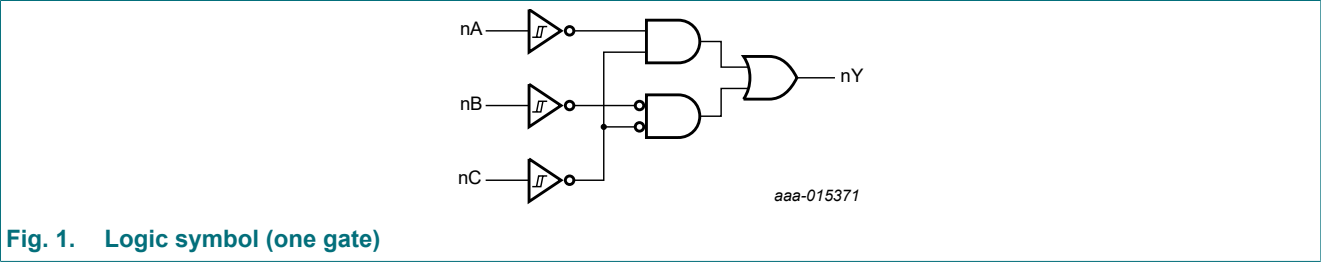 nA
nB
nY
nC
aaa-015371
Fig. 1. Logic symbol (one gate)